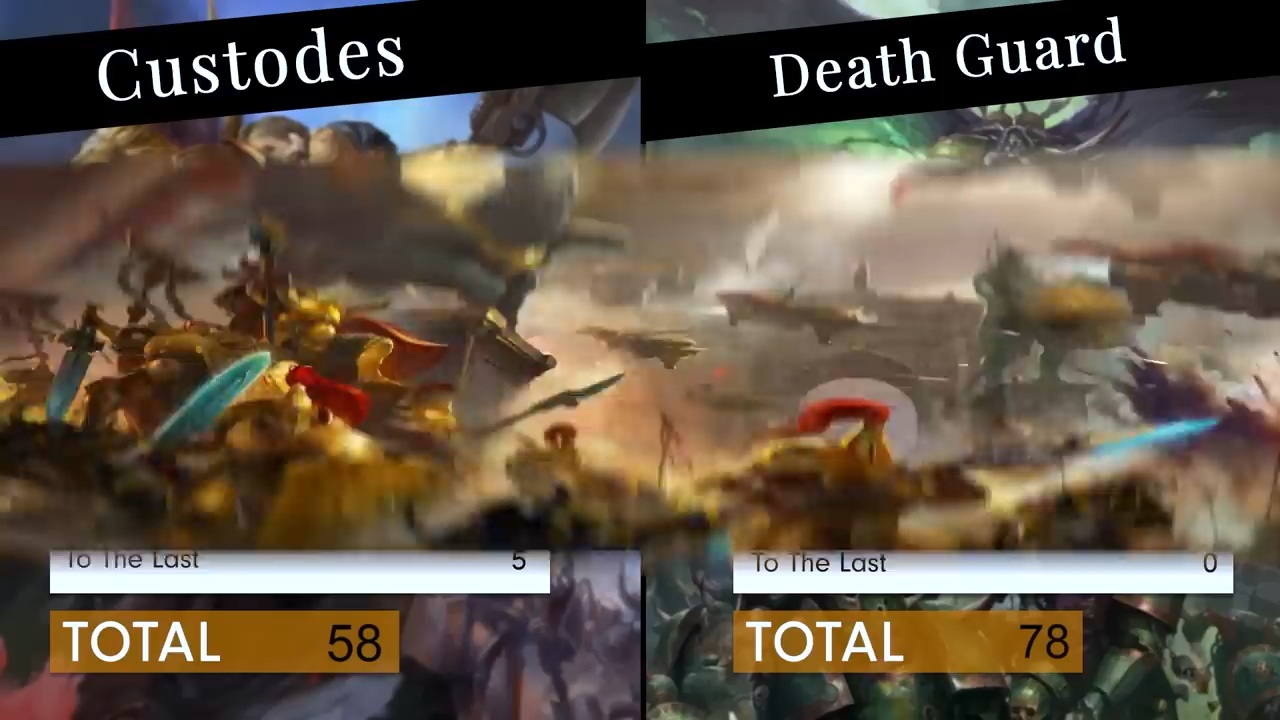 Custodes
Death Guard
To The Last 5
To The Last 0
TOTAL 58
TOTAL 78